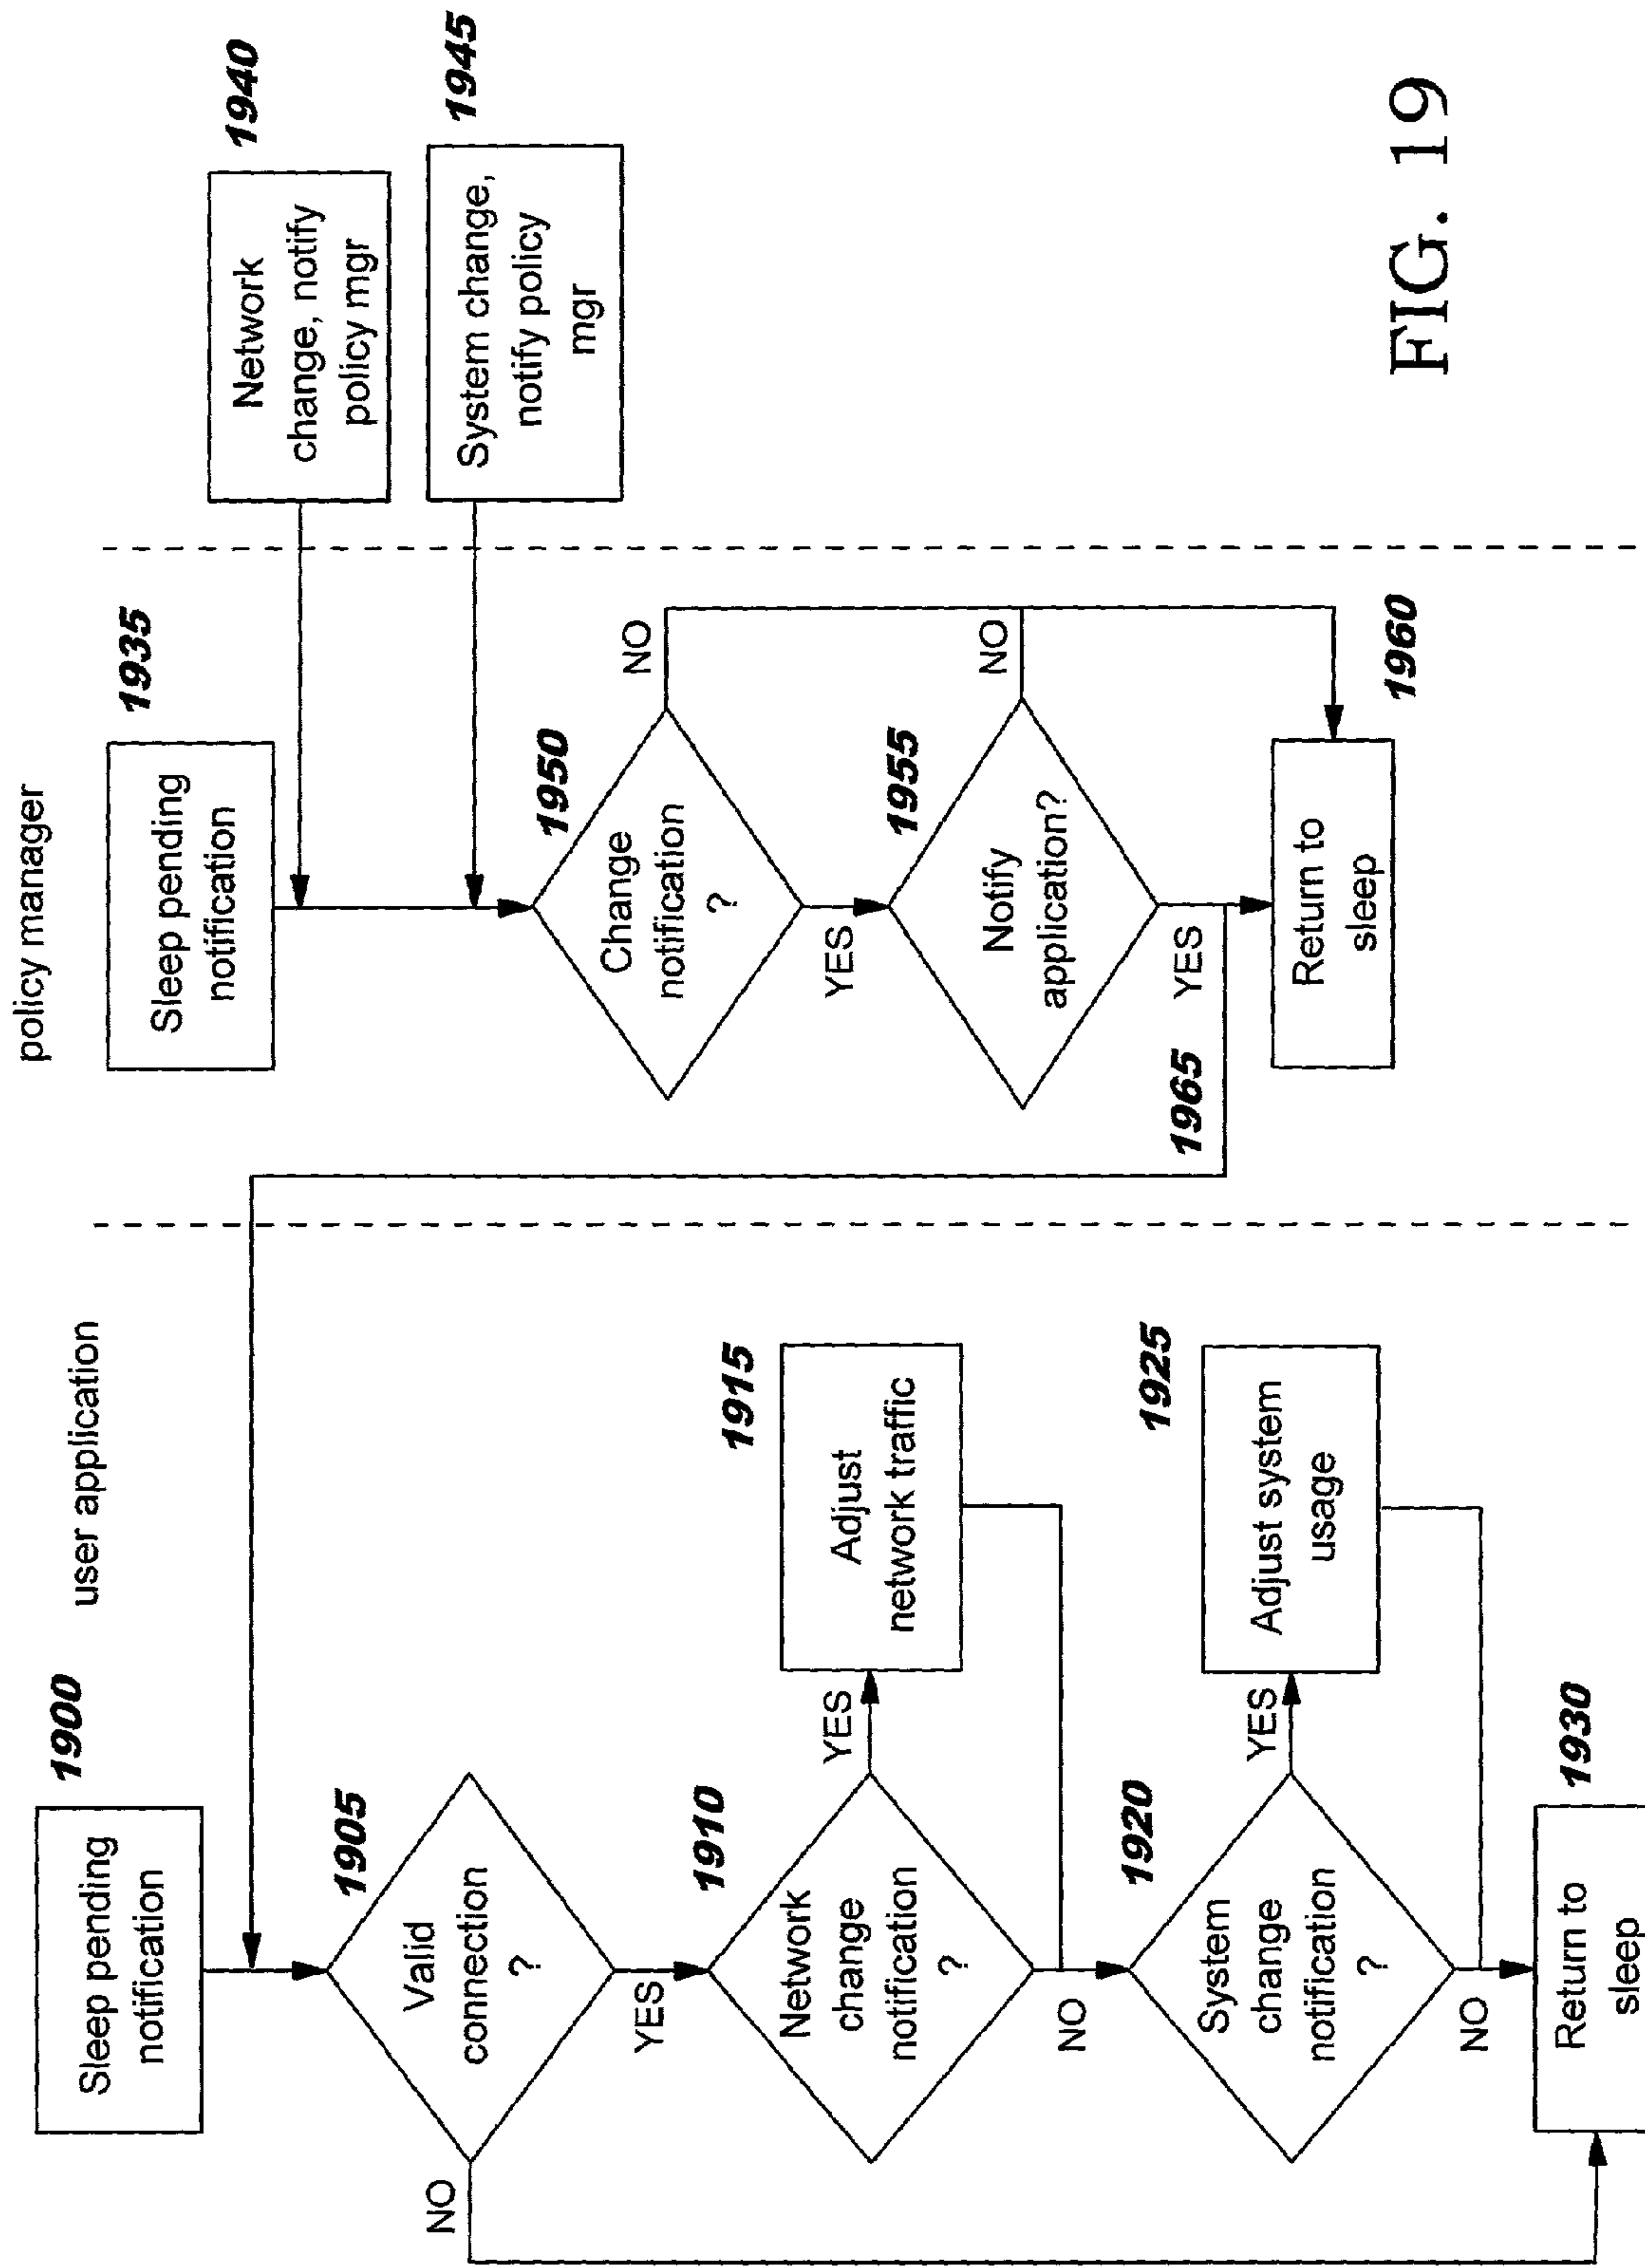 user application
1900
Sleep pending
notification
1905
Valid
connection
?
NO
YES
1910
Network
change
notification
?
YES
1915
Adjust
network traffic
NO
1920
System
change
notification
?
YES
1925
Adjust system
usage
NO
1930
Return to
sleep
policy manager
1935
Sleep pending
notification
1950
Change
notification
?
NO
YES
1955
Notify
application?
NO
YES
1965
1960
Return to
sleep
1940
Network
change, notify
policy mgr
1945
System change,
notify policy
mgr
FIG. 19